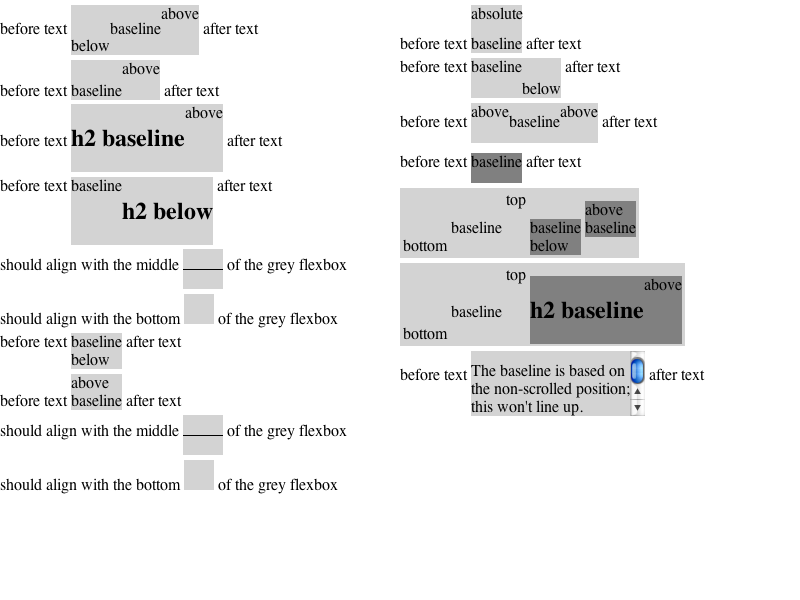 above
before text baseline after text
below
above
before text baseline after text
above
before text h2 baseline after text
before text baseline after text
h2 below
should align with the middle of the grey flexbox
should align with the bottom of the grey flexbox
before text baseline after text
below
above
before text baseline after text
should align with the middle of the grey flexbox
should align with the bottom of the grey flexbox
absolute
before text baseline after text
before text baseline after text
below
above above
before text baseline after text
before text baseline after text
top
above
baseline baseline baseline
bottom below
top
above
baseline h2 baseline
bottom
The baseline is based on
before text after text
the non-scrolled position;
this won't line up.